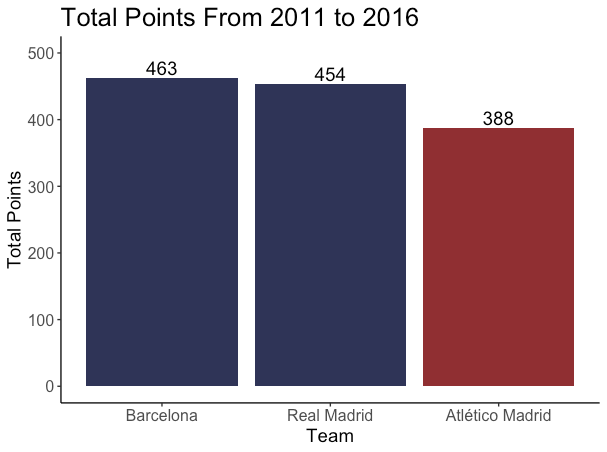 Total Points From 2011 to 2016
Total Points
500
400
300
200
100
0
463
454
388
Barcelona
Real Madrid
Atlético Madrid
Team